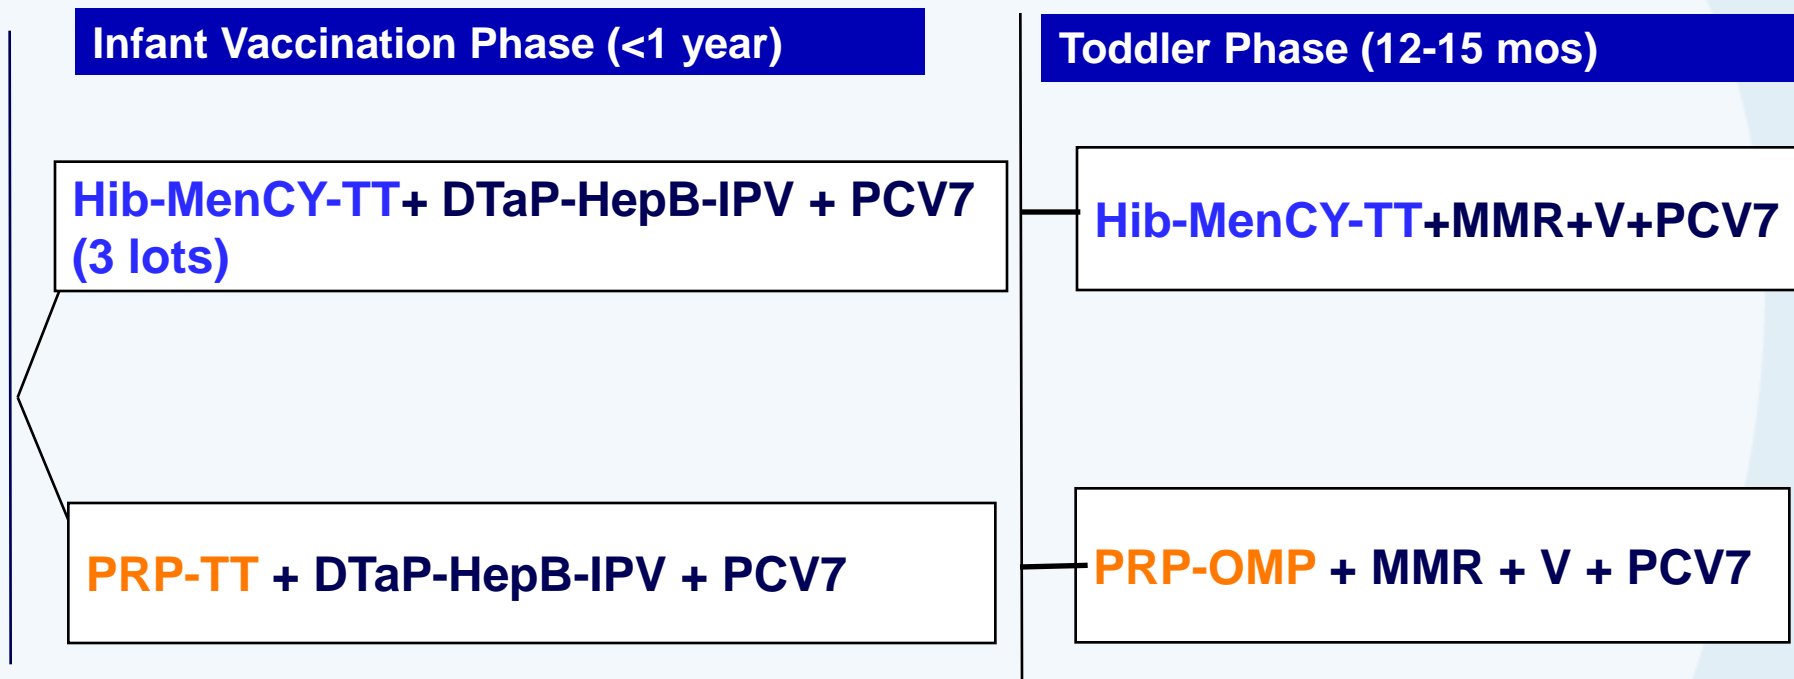 Infant Vaccination Phase (<1 year)
Toddler Phase (12-15 mos)
Hib-MenCY-TT+ DTaP-HepB-IPV + PCV7
(3 lots)
Hib-MenCY-TT+MMR+V+PCV7
PRP-TT + DTaP-HepB-IPV + PCV7
PRP-OMP + MMR + V + PCV7